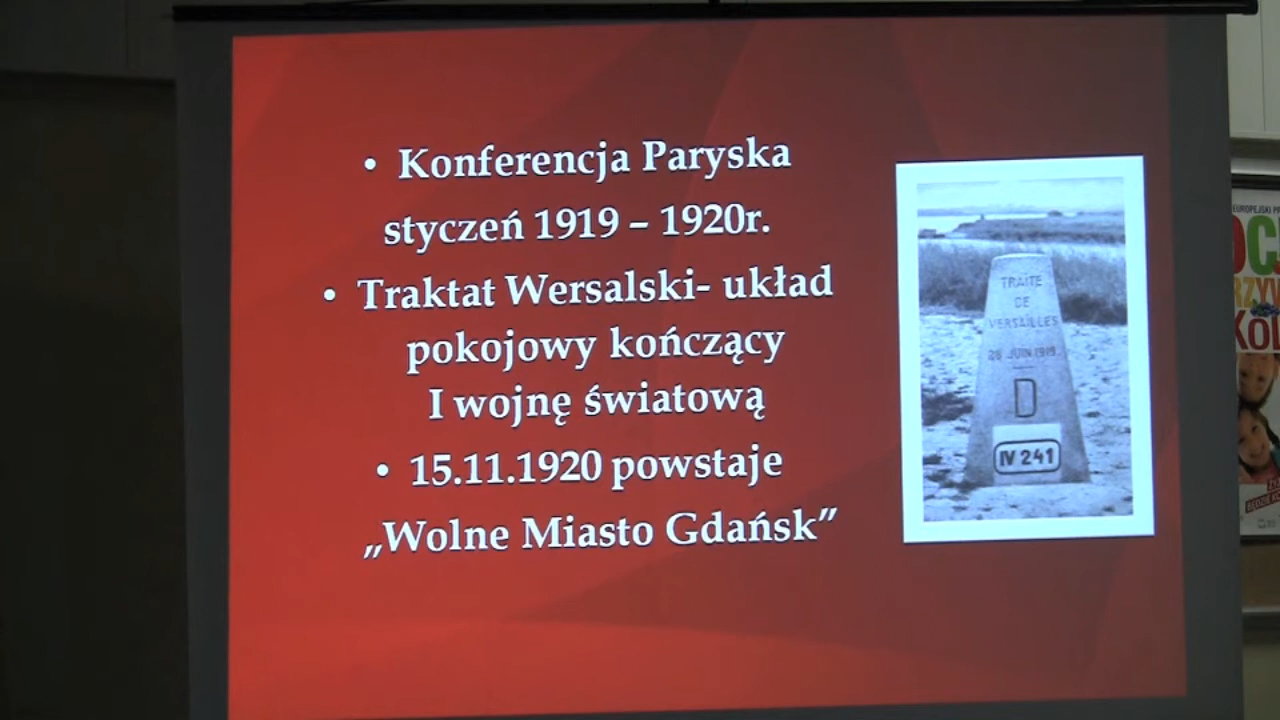 • Konferencja Paryska
styczeń 1919 – 1920r.
• Traktat Wersalski- układ
pokojowy kończący
I wojnę światową
• 15.11.1920 powstaje
„Wolne Miasto Gdańsk”
TRAITE
DE
VERSAILLES
28 JUIN 1919.
D
IV 241
EUROPEJSKI